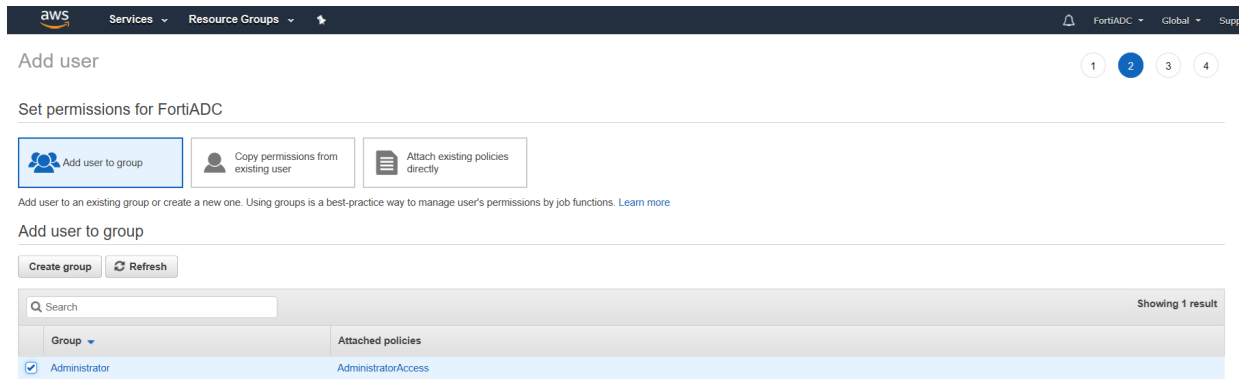 aws Services Resource Groups FortiADC Global Supp
Add user 1 2 3 4
Set permissions for FortiADC
Add user to group
Copy permissions from
existing user
Attach existing policies
directly
Add user to an existing group or create a new one. Using groups is a best-practice way to manage user's permissions by job functions. Learn more
Add user to group
Create group Refresh
Search Showing 1 result
Group Attached policies
Administrator AdministratorAccess